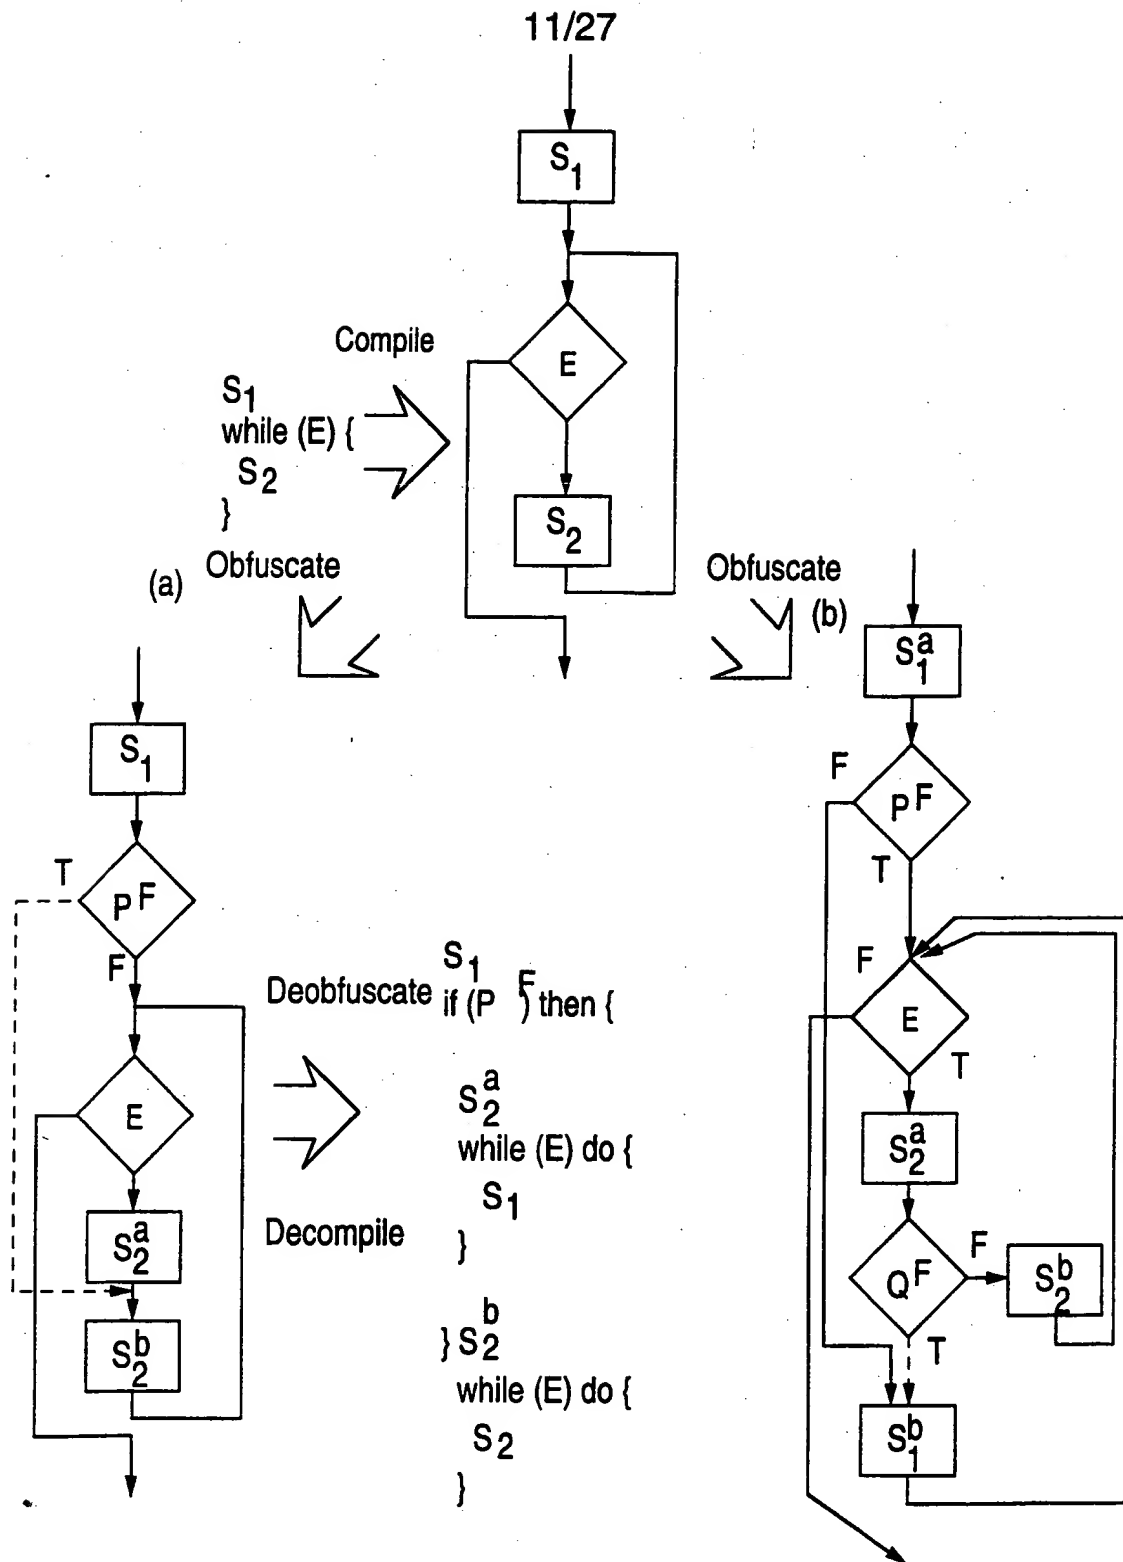 11/27
S1
Compile
E
S1
while (E) {
S2
}
S2
(a) Obfuscate
Obfuscate
(b)
S1
T
PF
F
E
S2a
S2b
Deobfuscate
Decompile
S1
if (P F) then {
S2a
while (E) do {
S1
}
} S2b
while (E) do {
S2
}
S1a
F
PF
T
F
E
T
S2a
QF
F
S2b
T
S1b